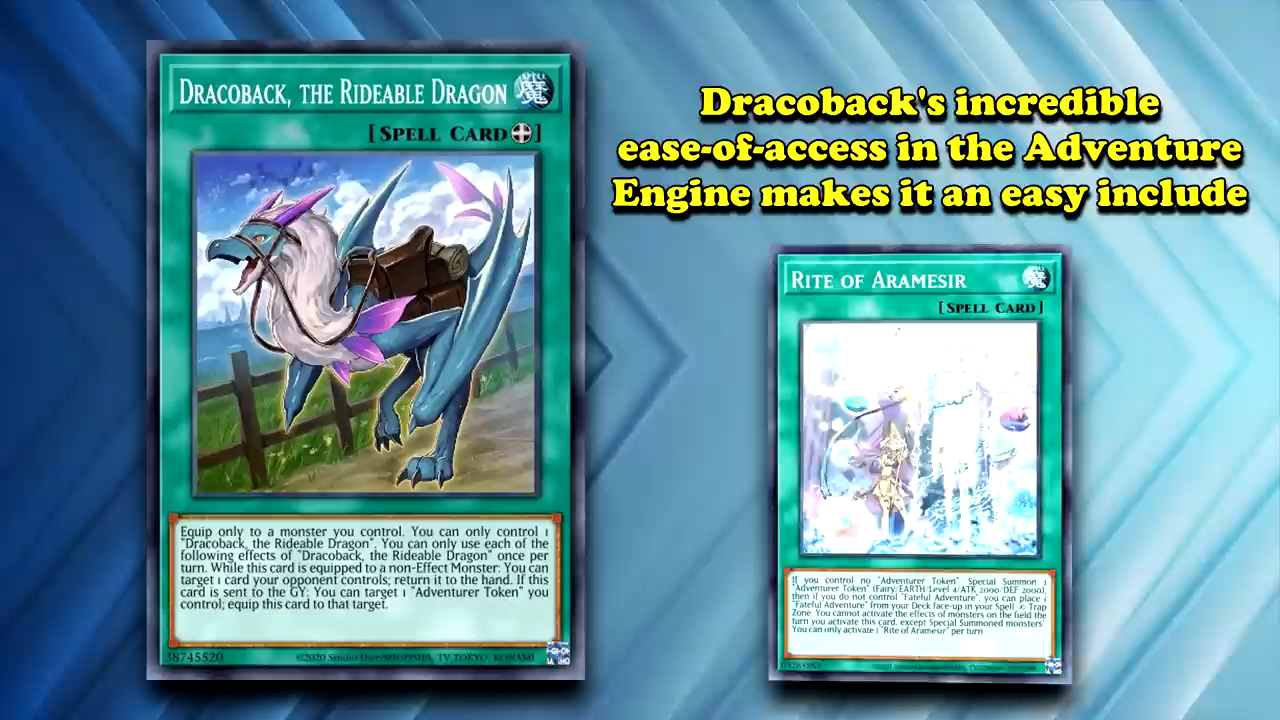 DRACOBACK, THE RIDEABLE DRAGON
[SPELL CARD]
Equip only to a monster you control. You can only control 1
"Dracoback, the Rideable Dragon". You can only use each of the
following effects of "Dracoback, the Rideable Dragon" once per
turn. While this card is equipped to a non-Effect Monster: You can
target 1 card your opponent controls; return it to the hand. If this
card is sent to the GY: You can target 1 "Adventurer Token" you
control; equip this card to that target.
38745520
©2020 Studio Dice/SHUEISHA, TV TOKYO, KONAMI
Dracoback's incredible
ease-of-access in the Adventure
Engine makes it an easy include
RITE OF ARAMESIR
[SPELL CARD]
If you control no "Adventurer Token" Special Summon 1
"Adventurer Token" (Fairy/EARTH/Level 4/ATK 2000/DEF 2000),
then if you do not control "Fateful Adventure", you can place 1
"Fateful Adventure" from your Deck face-up in your Spell & Trap
Zone. You cannot activate the effects of monsters on the field the
turn you activate this card, except Special Summoned monsters'
You can only activate 1 "Rite of Aramesir" per turn